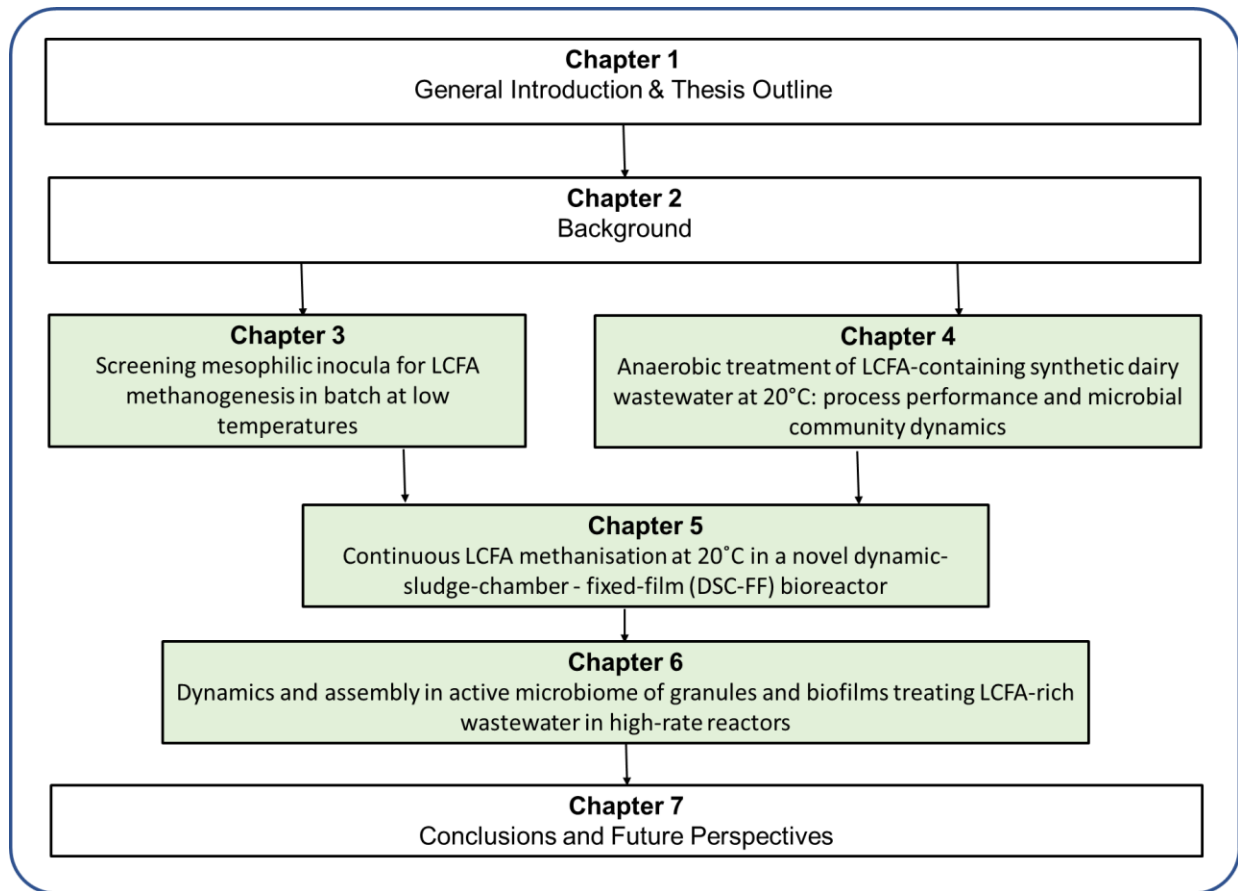 Chapter 1
General Introduction & Thesis Outline
Chapter 2
Background
Chapter 3
Screening mesophilic inocula for LCFA
methanogenesis in batch at low
temperatures
Chapter 4
Anaerobic treatment of LCFA-containing synthetic dairy
wastewater at 20°C: process performance and microbial
community dynamics
Chapter 5
Continuous LCFA methanisation at 20˚C in a novel dynamic-
sludge-chamber - fixed-film (DSC-FF) bioreactor
Chapter 6
Dynamics and assembly in active microbiome of granules and biofilms treating LCFA-rich
wastewater in high-rate reactors
Chapter 7
Conclusions and Future Perspectives